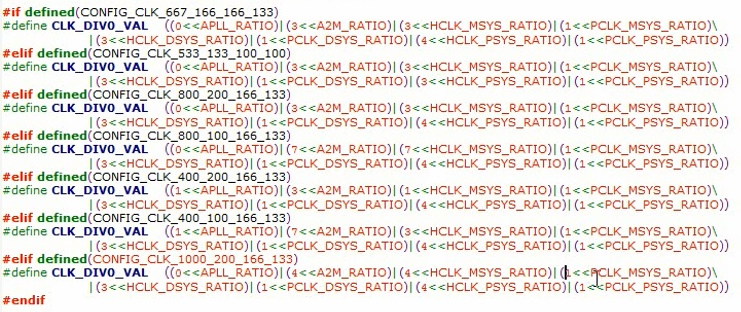 #if defined(CONFIG_CLK_667_166_166_133)
#define CLK_DIV0_VAL ((0<<APLL_RATIO)|(3<<A2M_RATIO)|(3<<HCLK_MSYS_RATIO)|(1<<PCLK_MSYS_RATIO)\
|(3<<HCLK_DSYS_RATIO)|(1<<PCLK_DSYS_RATIO)|(4<<HCLK_PSYS_RATIO)|(1<<PCLK_PSYS_RATIO))
#elif defined(CONFIG_CLK_533_133_100_100)
#define CLK_DIV0_VAL ((0<<APLL_RATIO)|(3<<A2M_RATIO)|(3<<HCLK_MSYS_RATIO)|(1<<PCLK_MSYS_RATIO)\
|(3<<HCLK_DSYS_RATIO)|(1<<PCLK_DSYS_RATIO)|(3<<HCLK_PSYS_RATIO)|(1<<PCLK_PSYS_RATIO))
#elif defined(CONFIG_CLK_800_200_166_133)
#define CLK_DIV0_VAL ((0<<APLL_RATIO)|(3<<A2M_RATIO)|(3<<HCLK_MSYS_RATIO)|(1<<PCLK_MSYS_RATIO)\
|(3<<HCLK_DSYS_RATIO)|(1<<PCLK_DSYS_RATIO)|(4<<HCLK_PSYS_RATIO)|(1<<PCLK_PSYS_RATIO))
#elif defined(CONFIG_CLK_800_100_166_133)
#define CLK_DIV0_VAL ((0<<APLL_RATIO)|(7<<A2M_RATIO)|(7<<HCLK_MSYS_RATIO)|(1<<PCLK_MSYS_RATIO)\
|(3<<HCLK_DSYS_RATIO)|(1<<PCLK_DSYS_RATIO)|(4<<HCLK_PSYS_RATIO)|(1<<PCLK_PSYS_RATIO))
#elif defined(CONFIG_CLK_400_200_166_133)
#define CLK_DIV0_VAL ((1<<APLL_RATIO)|(3<<A2M_RATIO)|(1<<HCLK_MSYS_RATIO)|(1<<PCLK_MSYS_RATIO)\
|(3<<HCLK_DSYS_RATIO)|(1<<PCLK_DSYS_RATIO)|(4<<HCLK_PSYS_RATIO)|(1<<PCLK_PSYS_RATIO))
#elif defined(CONFIG_CLK_400_100_166_133)
#define CLK_DIV0_VAL ((1<<APLL_RATIO)|(7<<A2M_RATIO)|(3<<HCLK_MSYS_RATIO)|(1<<PCLK_MSYS_RATIO)\
|(3<<HCLK_DSYS_RATIO)|(1<<PCLK_DSYS_RATIO)|(4<<HCLK_PSYS_RATIO)|(1<<PCLK_PSYS_RATIO))
#elif defined(CONFIG_CLK_1000_200_166_133)
#define CLK_DIV0_VAL ((0<<APLL_RATIO)|(4<<A2M_RATIO)|(4<<HCLK_MSYS_RATIO)|(1<<PCLK_MSYS_RATIO)\
|(3<<HCLK_DSYS_RATIO)|(1<<PCLK_DSYS_RATIO)|(4<<HCLK_PSYS_RATIO)|(1<<PCLK_PSYS_RATIO))
#endif